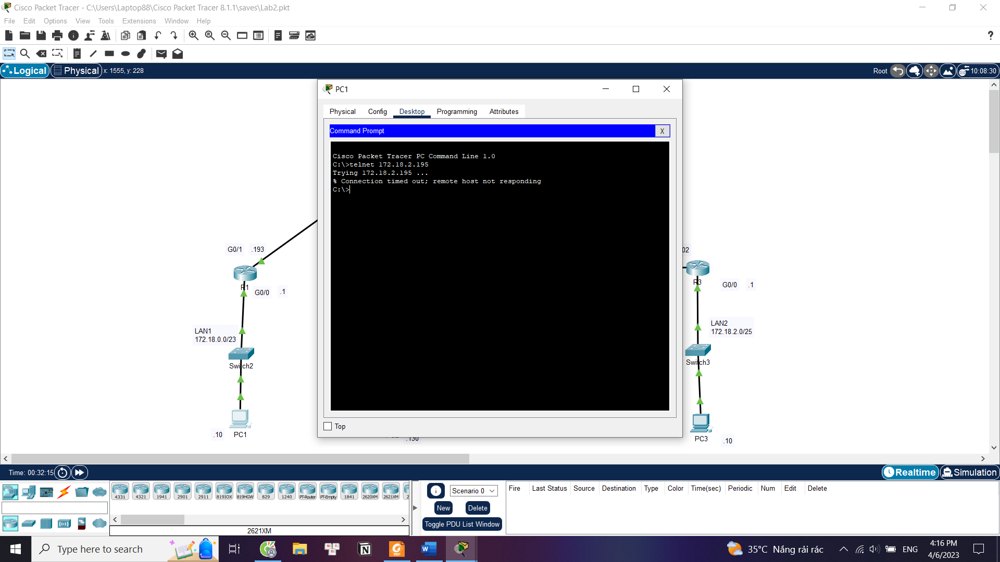 Cisco Packet Tracer - C:\Users\Laptop88\Cisco Packet Tracer 8.1.1\saves\Lab2.pkt
File Edit Options View Tools Extensions Window Help
Logical Physical x: 1555, y: 228 Root 10:08:30
PC1
Physical Config Desktop Programming Attributes
Command Prompt X
Cisco Packet Tracer PC Command Line 1.0
C:\>telnet 172.18.2.195
Trying 172.18.2.195 ...
% Connection timed out; remote host not responding
C:\>
Top
G0/1 .193
R1
G0/0 .1
LAN1
172.18.0.0/23
Switch2
.10 PC1
.130
02
R3
G0/0 .1
LAN2
172.18.2.0/25
Switch3
PC3 .10
Time: 00:32:15 Realtime Simulation
4331 4321 1941 2901 2911 819IOX 819HGW 829 1240 PT-Router PT-Empty 1841 2620XM 2621XM 2
2621XM
Scenario 0
New Delete
Toggle PDU List Window
Fire Last Status Source Destination Type Color Time(sec) Periodic Num Edit Delete
Type here to search
35°C Nắng rải rác ENG
4:16 PM
4/6/2023